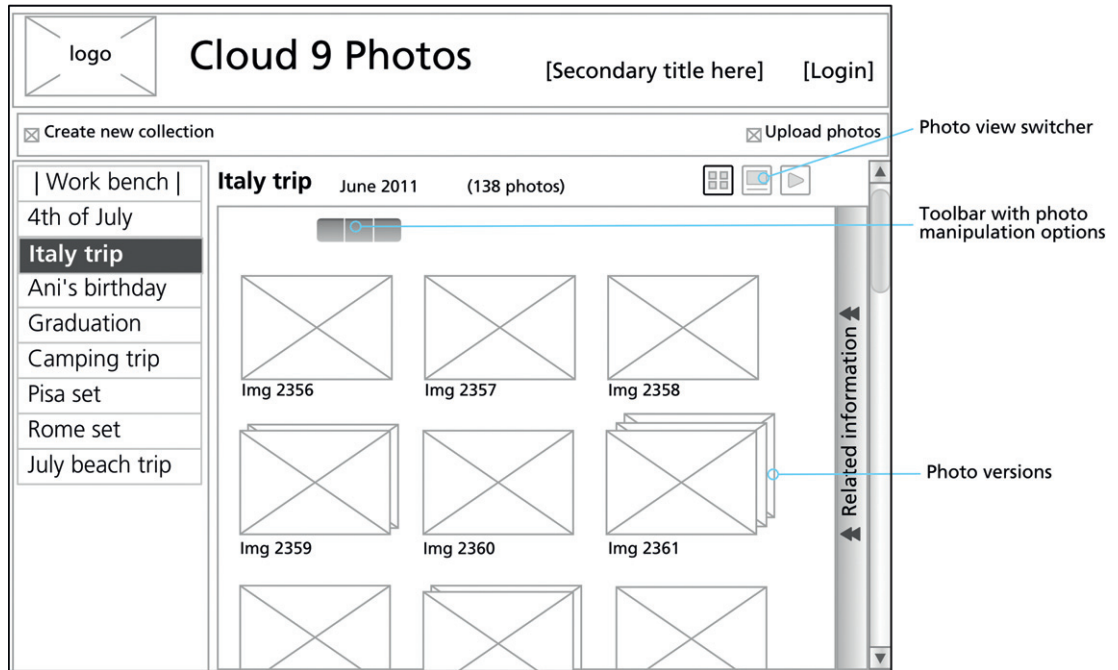 logo
Cloud 9 Photos
[Secondary title here]
[Login]
Create new collection
Upload photos
Photo view switcher
| Work bench |
4th of July
Italy trip
Ani's birthday
Graduation
Camping trip
Pisa set
Rome set
July beach trip
Italy trip June 2011 (138 photos)
Toolbar with photo
manipulation options
Img 2356
Img 2357
Img 2358
Img 2359
Img 2360
Img 2361
Related information
Photo versions